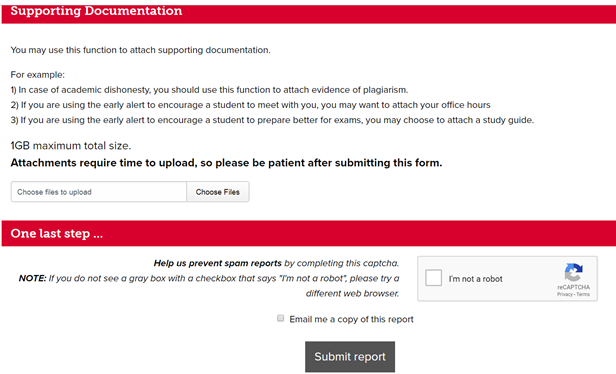 Supporting Documentation
You may use this function to attach supporting documentation.
For example:
1) In case of academic dishonesty, you should use this function to attach evidence of plagiarism.
2) If you are using the early alert to encourage a student to meet with you, you may want to attach your office hours
3) If you are using the early alert to encourage a student to prepare better for exams, you may choose to attach a study guide.
1GB maximum total size.
Attachments require time to upload, so please be patient after submitting this form.
Choose files to upload
Choose Files
One last step ...
Help us prevent spam reports by completing this captcha.
NOTE: If you do not see a gray box with a checkbox that says "I'm not a robot", please try a
different web browser.
I'm not a robot
reCAPTCHA
Privacy - Terms
Email me a copy of this report
Submit report